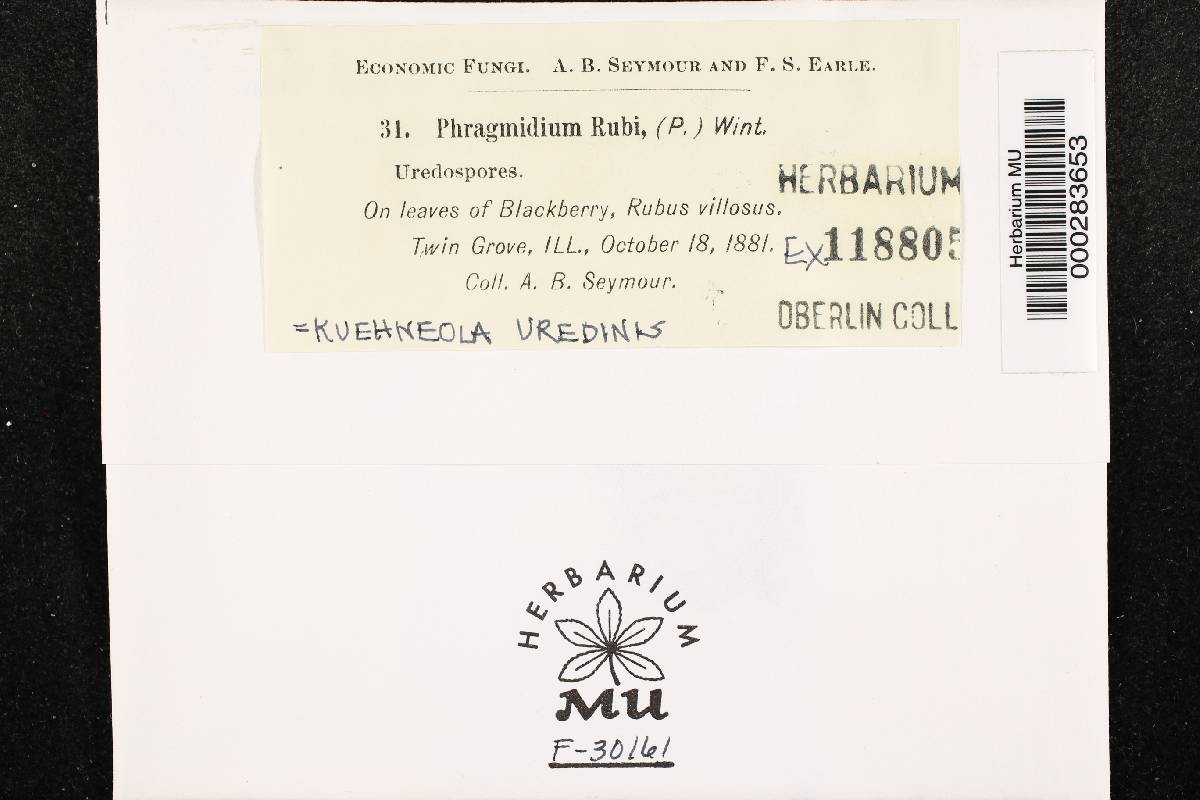 ECONOMIC FUNGI. A. B. SEYMOUR AND F. S. EARLE.
31. Phragmidium Rubi, (P.) Wint.
Uredospores.
On leaves of Blackberry, Rubus villosus.
Twin Grove, ILL., October 18, 1881.
Coll. A. B. Seymour.
=KUEHNEOLA UREDINIS
HERBARIUM
EX 118805
OBERLIN COLL
Herbarium MU
000283653
HERBARIUM
MU
F-30161